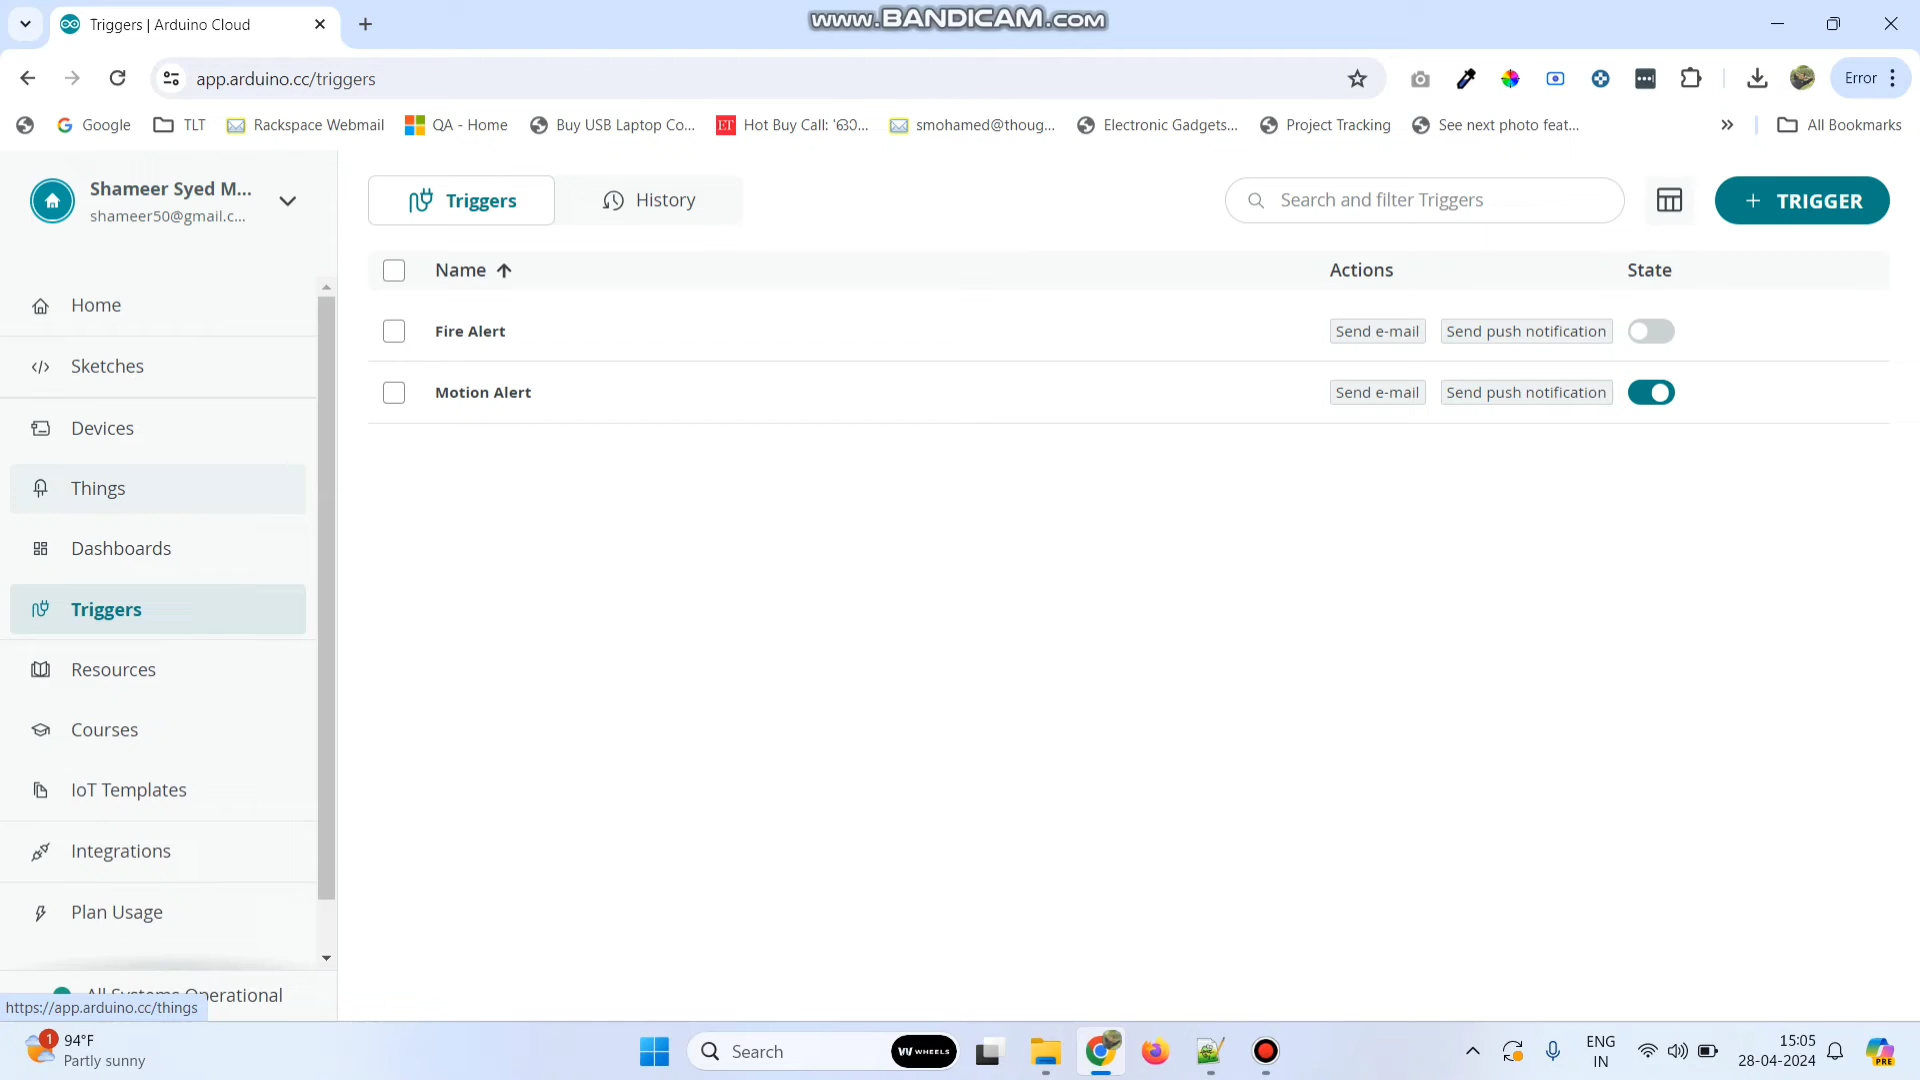 Triggers | Arduino Cloud
www.BANDICAM.com
app.arduino.cc/triggers
Error
Google
TLT
Rackspace Webmail
QA - Home
Buy USB Laptop Co...
ET
smohamed@thoug...
Electronic Gadgets...
Project Tracking
See next photo feat...
»
All Bookmarks
Shameer Syed M...
shameer50@gmail.c...
Triggers
History
Search and filter Triggers
+ TRIGGER
Name
Actions
State
Home
Fire Alert
Send e-mail
Send push notification
Sketches
Motion Alert
Send e-mail
Send push notification
Devices
Things
Dashboards
Triggers
Resources
Courses
IoT Templates
Integrations
Plan Usage
All Systems Operational
https://app.arduino.cc/things
1
94°F
Partly sunny
Search
WHEELS
ENG
IN
15:05
28-04-2024
PRE